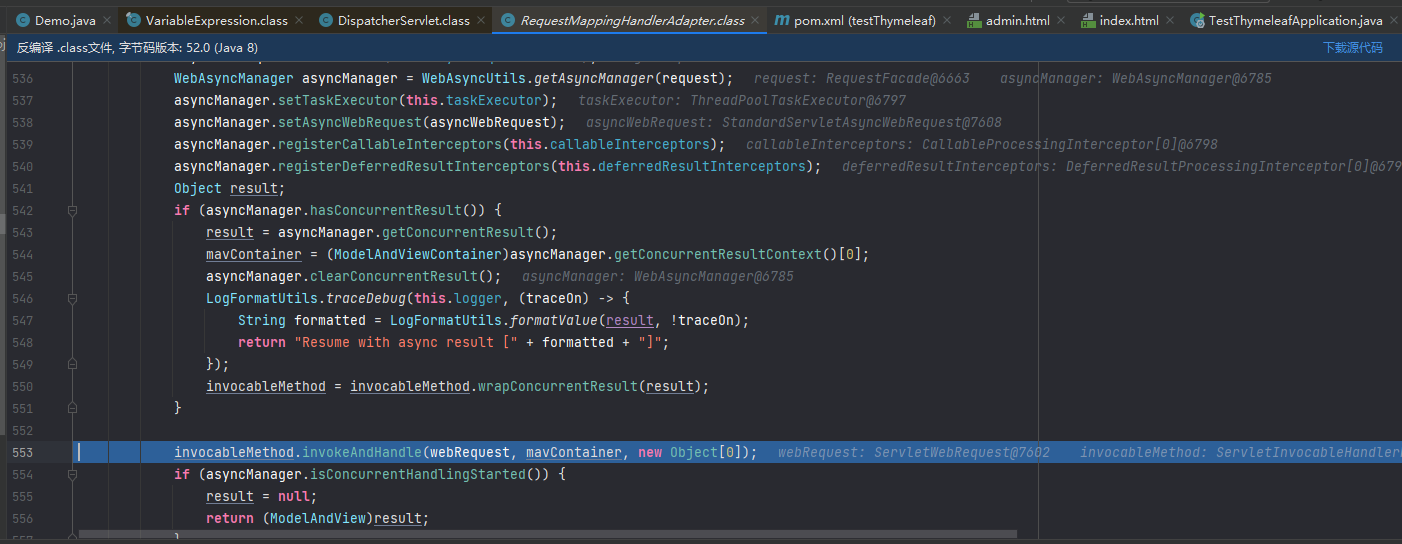 Demo.java VariableExpression.class DispatcherServlet.class RequestMappingHandlerAdapter.class pom.xml (testThymeleaf) admin.html index.html TestThymeleafApplication.java
反编译 .class文件, 字节码版本: 52.0 (Java 8) 下载源代码
536 WebAsyncManager asyncManager = WebAsyncUtils.getAsyncManager(request); request: RequestFacade@6663 asyncManager: WebAsyncManager@6785
537 asyncManager.setTaskExecutor(this.taskExecutor); taskExecutor: ThreadPoolTaskExecutor@6797
538 asyncManager.setAsyncWebRequest(asyncWebRequest); asyncWebRequest: StandardServletAsyncWebRequest@7608
539 asyncManager.registerCallableInterceptors(this.callableInterceptors); callableInterceptors: CallableProcessingInterceptor[0]@6798
540 asyncManager.registerDeferredResultInterceptors(this.deferredResultInterceptors); deferredResultInterceptors: DeferredResultProcessingInterceptor[0]@679
541 Object result;
542 if (asyncManager.hasConcurrentResult()) {
543 result = asyncManager.getConcurrentResult();
544 mavContainer = (ModelAndViewContainer)asyncManager.getConcurrentResultContext()[0];
545 asyncManager.clearConcurrentResult(); asyncManager: WebAsyncManager@6785
546 LogFormatUtils.traceDebug(this.logger, (traceOn) -> {
547 String formatted = LogFormatUtils.formatValue(result, !traceOn);
548 return "Resume with async result [" + formatted + "]";
549 });
550 invocableMethod = invocableMethod.wrapConcurrentResult(result);
551 }
552
553 invocableMethod.invokeAndHandle(webRequest, mavContainer, new Object[0]); webRequest: ServletWebRequest@7602 invocableMethod: ServletInvocableHandler
554 if (asyncManager.isConcurrentHandlingStarted()) {
555 result = null;
556 return (ModelAndView)result;